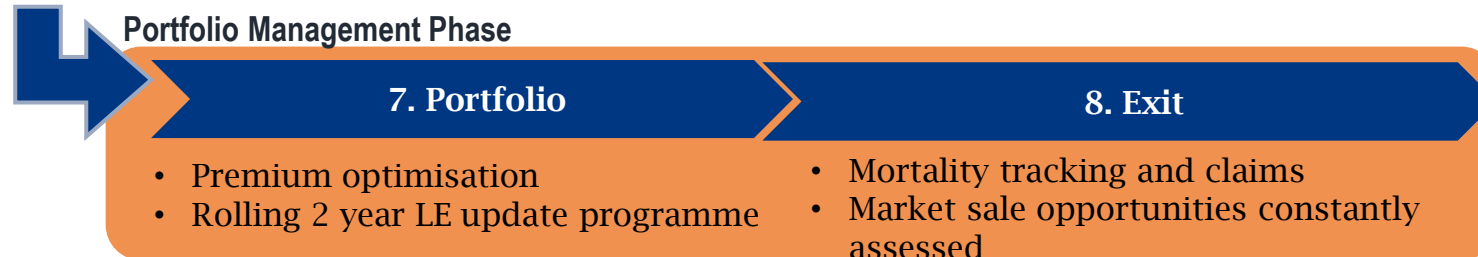 Portfolio Management Phase
7. Portfolio
8. Exit
• Premium optimisation
• Rolling 2 year LE update programme
• Mortality tracking and claims
• Market sale opportunities constantly
assessed